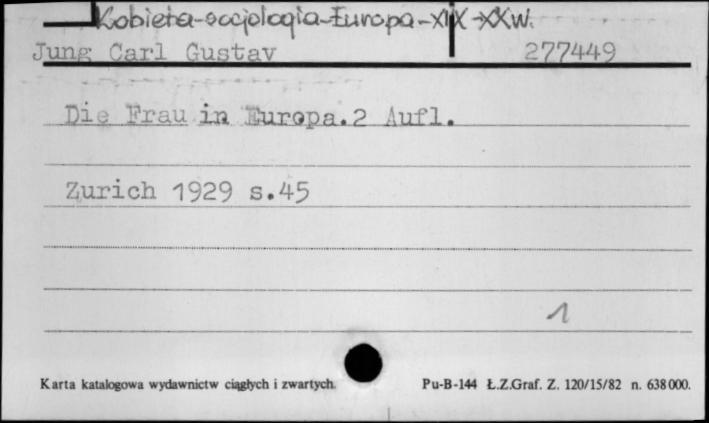 Kobieta-socjologia-Europa-XIX-XXw.
Jung Carl Gustav 277449
Die Frau in Europa.2 Aufl.
Zurich 1929 s.45
1
Karta katalogowa wydawnictw ciągłych i zwartych. Pu-B-144 Ł.Z.Graf. Z. 120/15/82 n. 638 000.